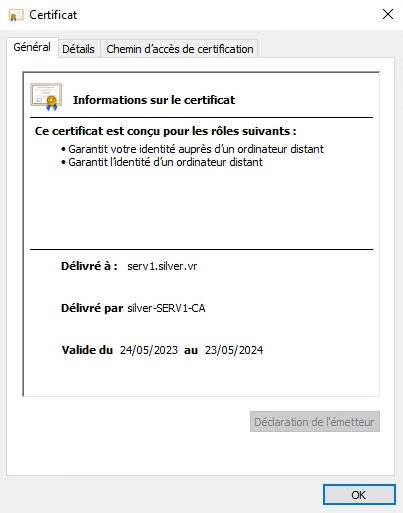 Certificat
Général Détails Chemin d'accès de certification
Informations sur le certificat
Ce certificat est conçu pour les rôles suivants :
• Garantit votre identité auprès d'un ordinateur distant
• Garantit l'identité d'un ordinateur distant
Délivré à : serv1.silver.vr
Délivré par silver-SERV1-CA
Valide du 24/05/2023 au 23/05/2024
Déclaration de l'émetteur
OK